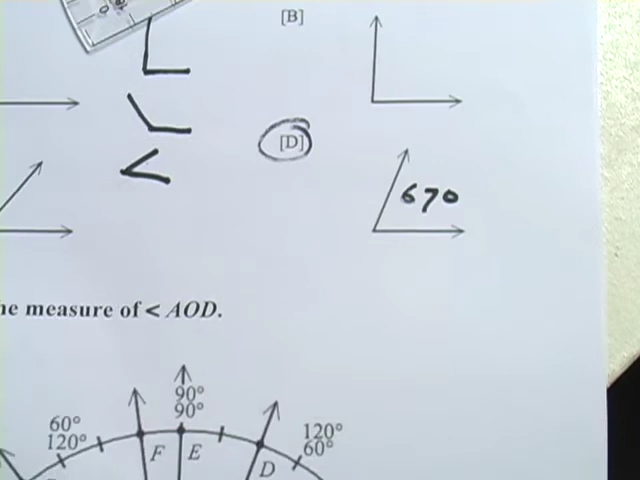 [B]
[D]
670
he measure of < AOD.
90°
90°
60°
120°
120°
60°
F
E
D